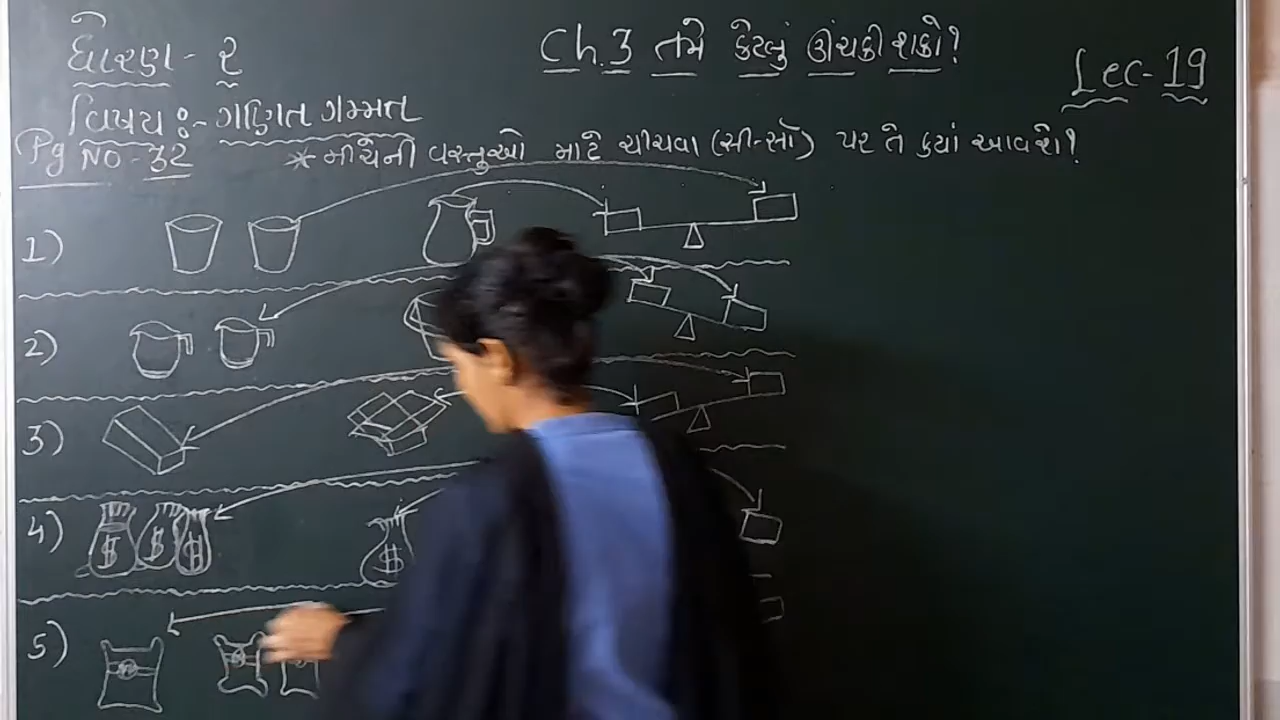 ધોરણ - ૨
Ch.3 તમે કેટલું ઊંચકી શકો?
Lec-19
વિષય :- ગણિત ગમ્મત
Pg No-32
* નીચેની વસ્તુઓ માટે ચીચવા (સી-સૉ) પર તે ક્યાં આવશે?
1)
2)
3)
4) $ $ $ $
5)